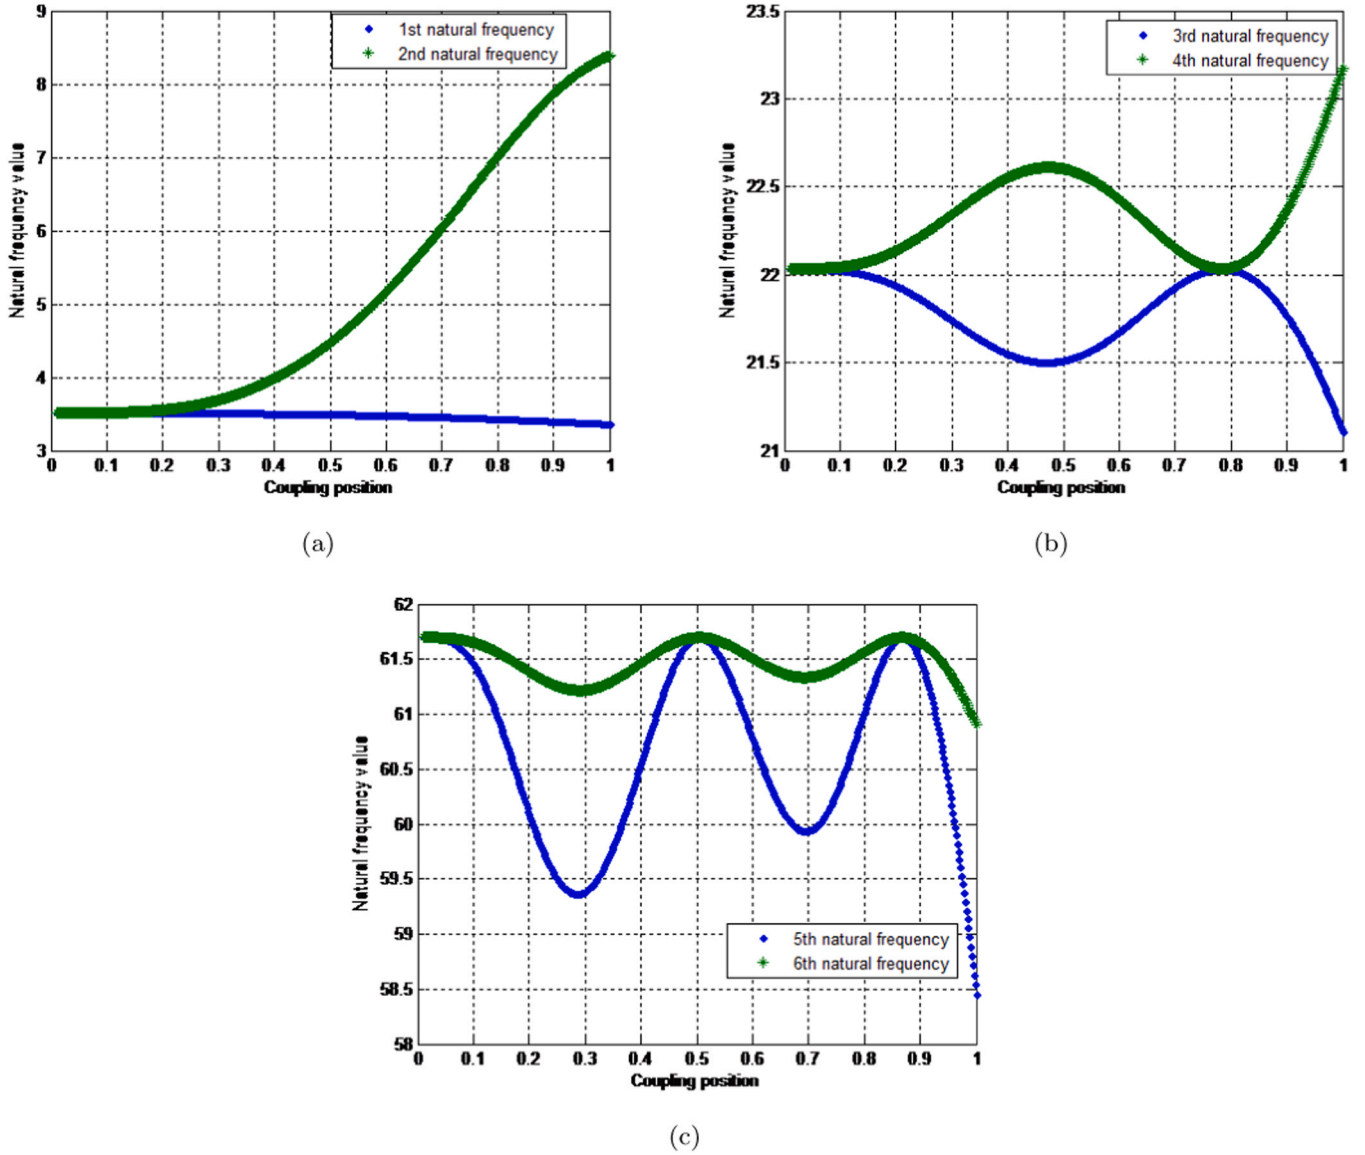 9
8
7
6
5
4
3
0 0.1 0.2 0.3 0.4 0.5 0.6 0.7 0.8 0.9 1
Natural frequency value
Coupling position
1st natural frequency
2nd natural frequency
(a)
23.5
23
22.5
22
21.5
21
0 0.1 0.2 0.3 0.4 0.5 0.6 0.7 0.8 0.9 1
Natural frequency value
Coupling position
3rd natural frequency
4th natural frequency
(b)
62
61.5
61
60.5
60
59.5
59
58.5
58
0 0.1 0.2 0.3 0.4 0.5 0.6 0.7 0.8 0.9 1
Natural frequency value
Coupling position
5th natural frequency
6th natural frequency
(c)